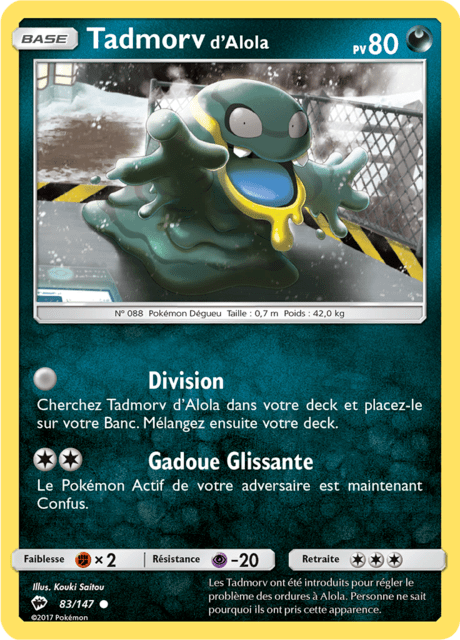 BASE Tadmorv d'Alola PV80
N° 088 Pokémon Dégueu Taille : 0,7 m Poids : 42,0 kg
Division
Cherchez Tadmorv d'Alola dans votre deck et placez-le
sur votre Banc. Mélangez ensuite votre deck.
Gadoue Glissante
Le Pokémon Actif de votre adversaire est maintenant
Confus.
Faiblesse ×2 Résistance -20 Retraite
Illus. Kouki Saitou
83/147
©2017 Pokémon
Les Tadmorv ont été introduits pour régler le
problème des ordures à Alola. Personne ne sait
pourquoi ils ont pris cette apparence.